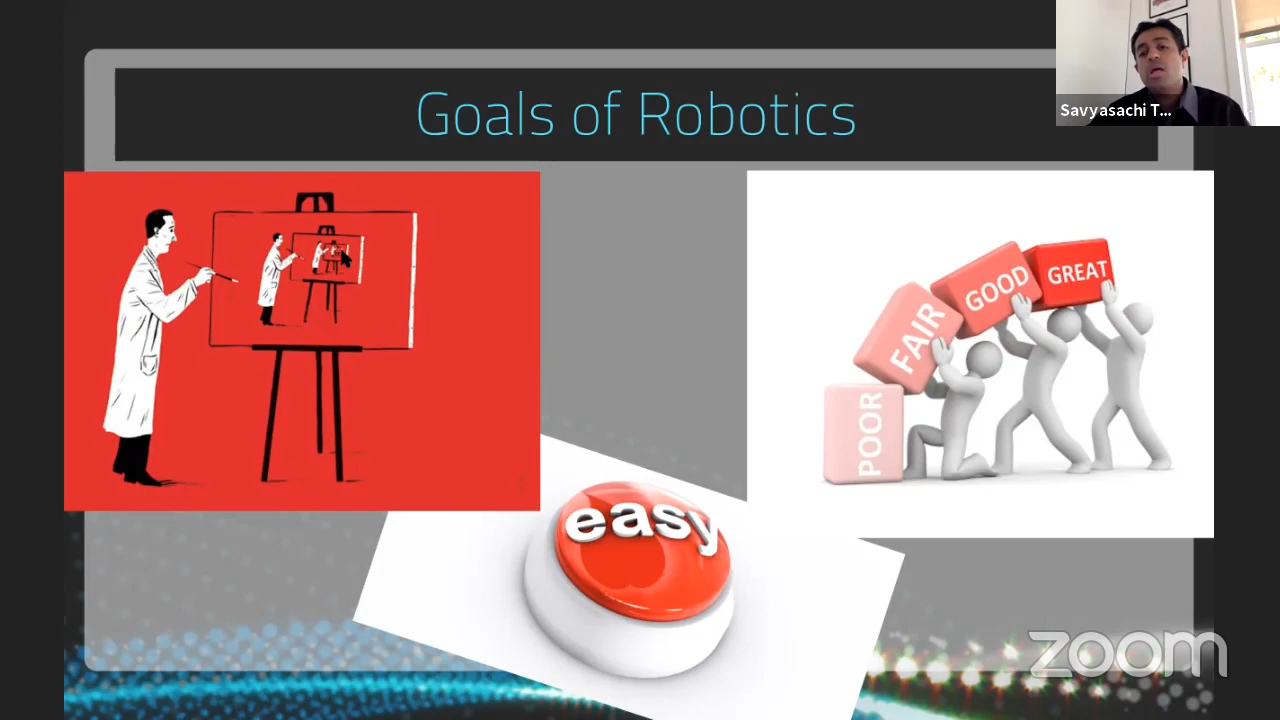 Goals of Robotics
Savyasachi T...
POOR
FAIR
GOOD
GREAT
easy
zoom